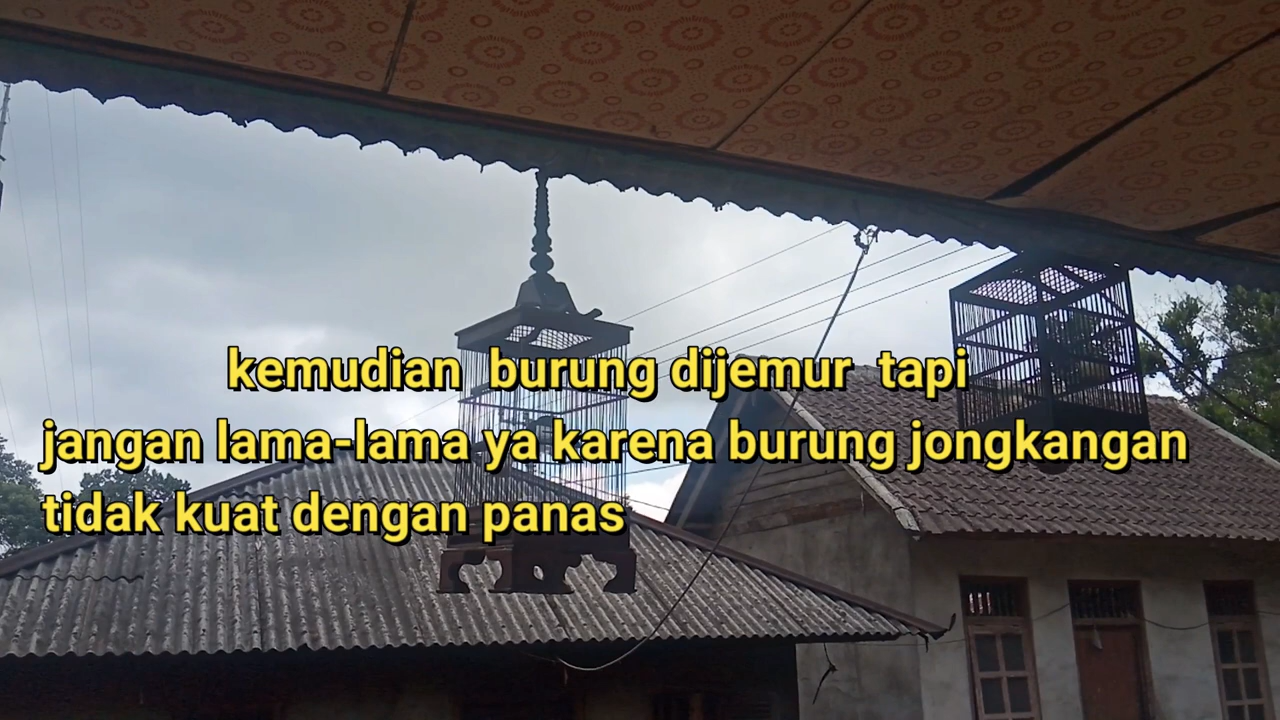 kemudian burung dijemur tapi
jangan lama-lama ya karena burung jongkangan
tidak kuat dengan panas